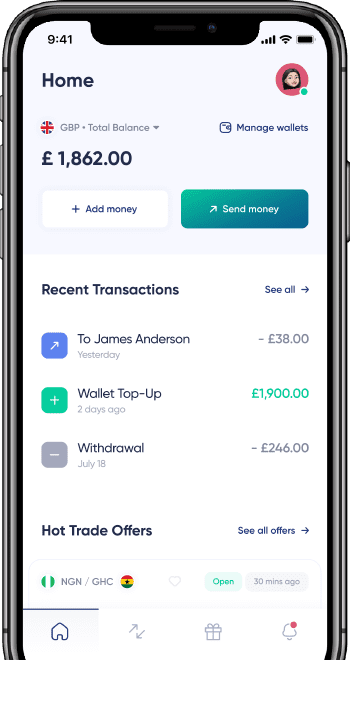 9:41
Home
GBP • Total Balance
Manage wallets
£ 1,862.00
+ Add money
Send money
Recent Transactions
See all →
To James Anderson
- £38.00
Yesterday
Wallet Top-Up
£1,900.00
2 days ago
Withdrawal
- £246.00
July 18
Hot Trade Offers
See all offers →
NGN / GHC
Open
30 mins ago